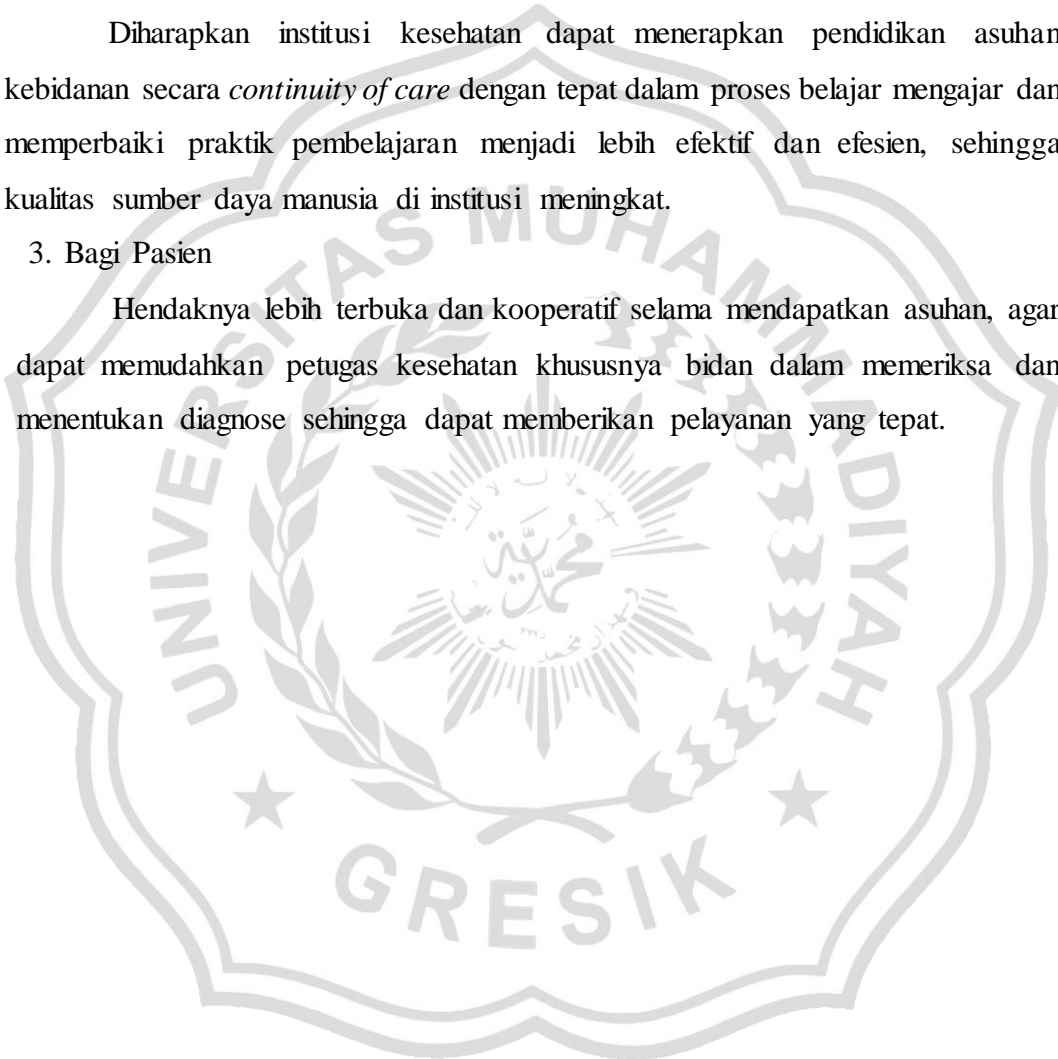 Diharapkan institusi kesehatan dapat menerapkan pendidikan asuhan
kebidanan secara continuity of care dengan tepat dalam proses belajar mengajar dan
memperbaiki praktik pembelajaran menjadi lebih efektif dan efesien, sehingga
kualitas sumber daya manusia di institusi meningkat.
3. Bagi Pasien
Hendaknya lebih terbuka dan kooperatif selama mendapatkan asuhan, agar
dapat memudahkan petugas kesehatan khususnya bidan dalam memeriksa dan
menentukan diagnose sehingga dapat memberikan pelayanan yang tepat.
UNIVERSITAS MUHAMMADIYAH
محمدية
GRESIK